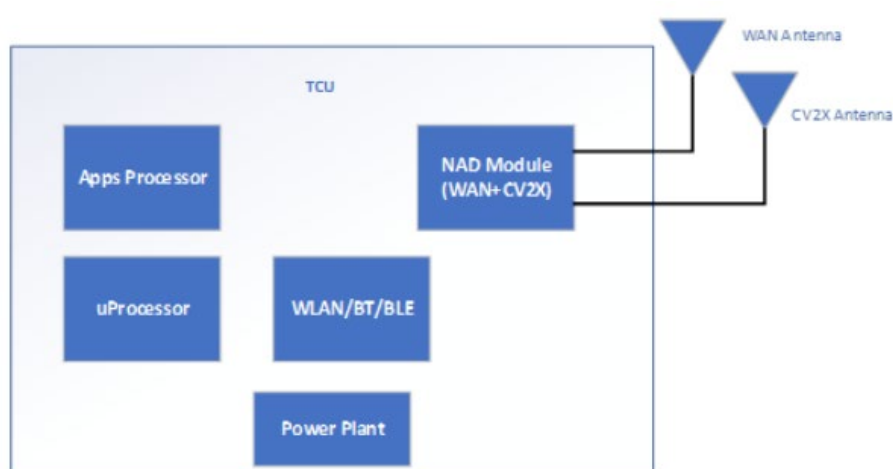 WAN Antenna
TCU
CV2X Antenna
Apps Processor
NAD Module
(WAN+CV2X)
uProcessor
WLAN/BT/BLE
Power Plant